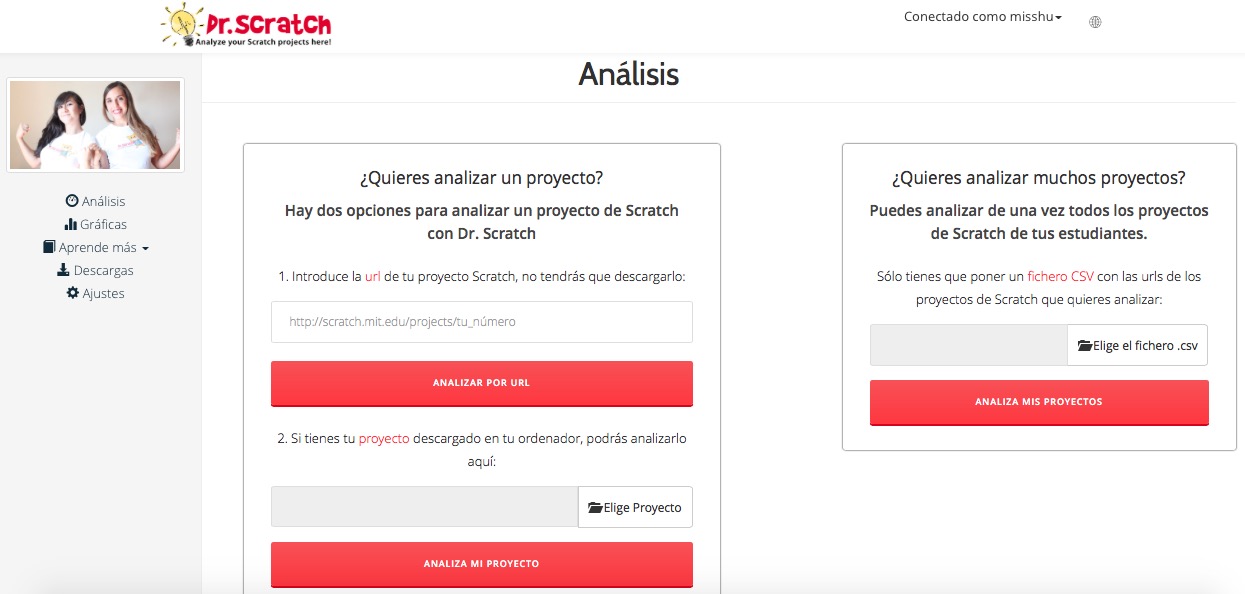 Dr.Scratch
Analyze your Scratch projects here!
Conectado como misshu
Análisis
Análisis
Gráficas
Aprende más
Descargas
Ajustes
¿Quieres analizar un proyecto?
Hay dos opciones para analizar un proyecto de Scratch
con Dr. Scratch
1. Introduce la url de tu proyecto Scratch, no tendrás que descargarlo:
http://scratch.mit.edu/projects/tu_número
ANALIZAR POR URL
2. Si tienes tu proyecto descargado en tu ordenador, podrás analizarlo
aquí:
Elige Proyecto
ANALIZA MI PROYECTO
¿Quieres analizar muchos proyectos?
Puedes analizar de una vez todos los proyectos
de Scratch de tus estudiantes.
Sólo tienes que poner un fichero CSV con las urls de los
proyectos de Scratch que quieres analizar:
Elige el fichero .csv
ANALIZA MIS PROYECTOS